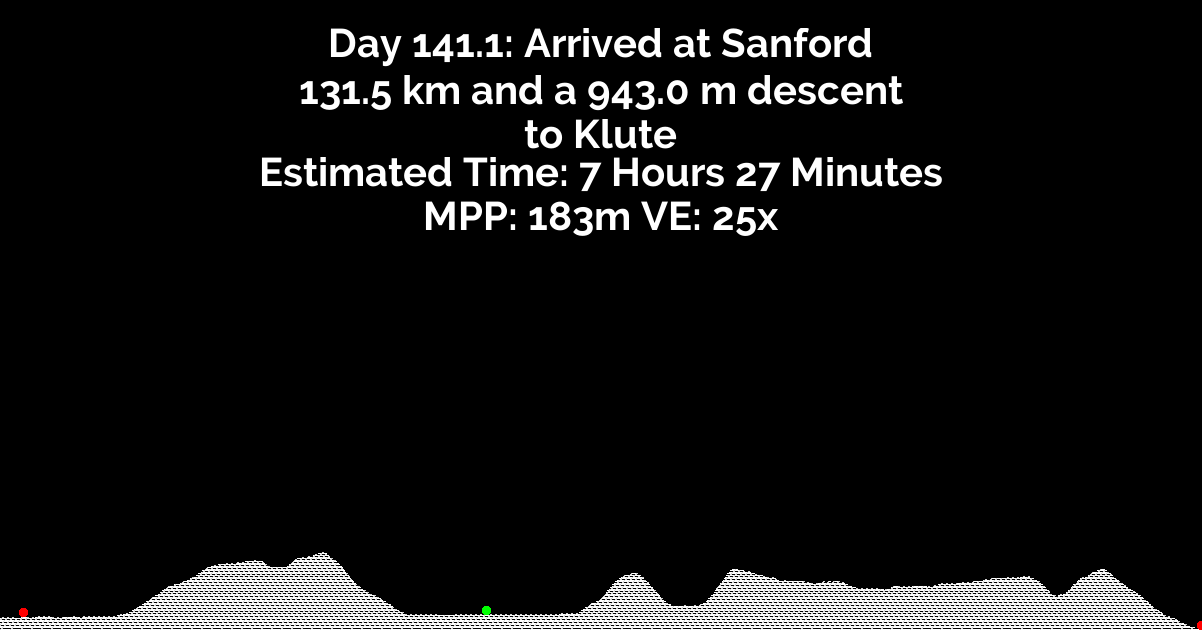 Day 141.1: Arrived at Sanford
131.5 km and a 943.0 m descent
to Klute
Estimated Time: 7 Hours 27 Minutes
MPP: 183m VE: 25x